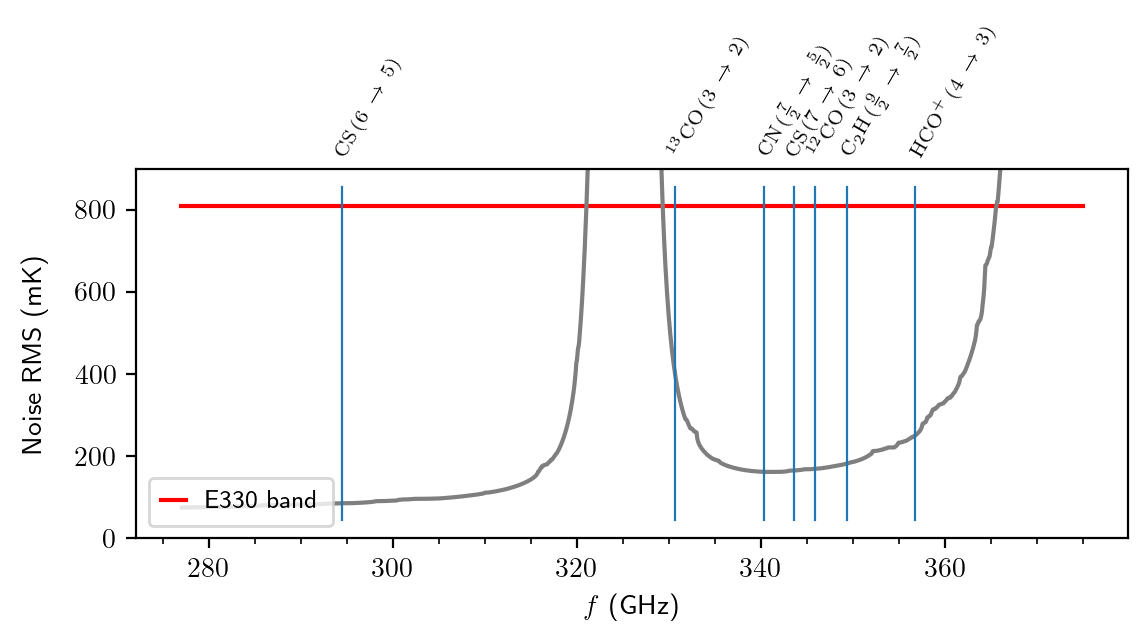 CS (6 → 5)
¹³CO (3 → 2)
CN (7/2 → 5/2)
CS (7 → 6)
¹²CO (3 → 2)
C₂H (9/2 → 7/2)
HCO⁺ (4 → 3)
800
600
400
200
0
Noise RMS (mK)
E330 band
280 300 320 340 360
f (GHz)